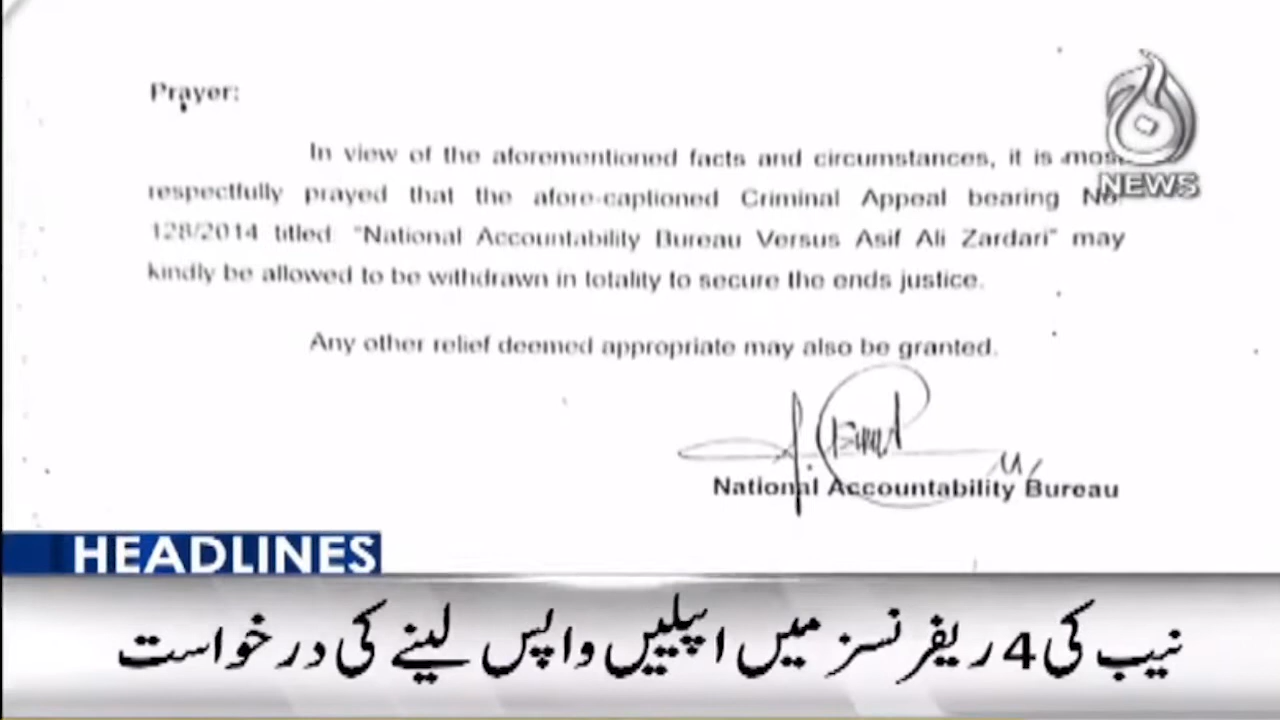 Prayer:
In view of the aforementioned facts and circumstances, it is most
respectfully prayed that the afore-captioned Criminal Appeal bearing No
128/2014 titled "National Accountability Bureau Versus Asif Ali Zardari" may
kindly be allowed to be withdrawn in totality to secure the ends justice.
Any other relief deemed appropriate may also be granted.
National Accountability Bureau
NEWS
HEADLINES
نیب کی 4 ریفرنسز میں اپیلیں واپس لینے کی درخواست